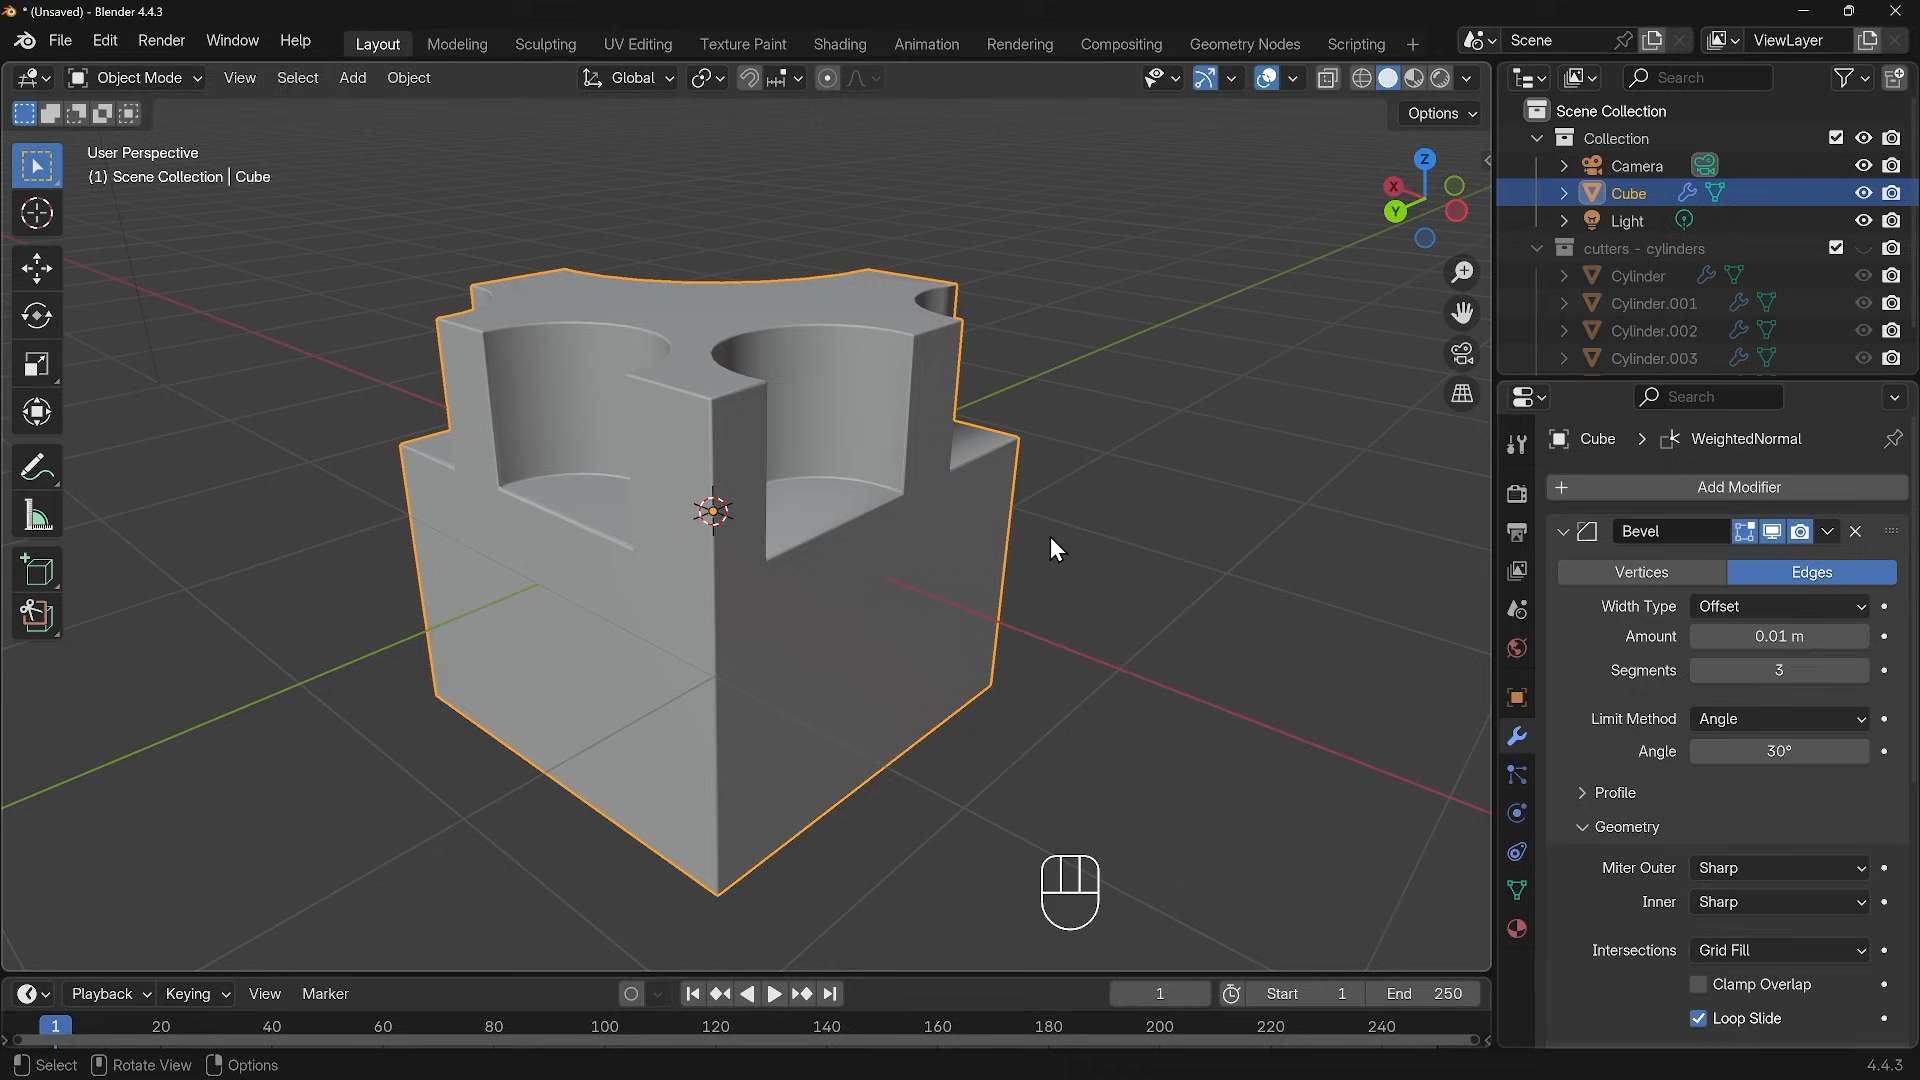 * (Unsaved) - Blender 4.4.3
File Edit Render Window Help
Layout Modeling Sculpting UV Editing Texture Paint Shading Animation Rendering Compositing Geometry Nodes Scripting +
Scene
ViewLayer
Object Mode View Select Add Object
Global
Search
Options
User Perspective
(1) Scene Collection | Cube
Z
X
Y
Scene Collection
Collection
Camera
Cube
Light
cutters - cylinders
Cylinder
Cylinder.001
Cylinder.002
Cylinder.003
Search
Cube > WeightedNormal
+ Add Modifier
Bevel
Vertices Edges
Width Type Offset
Amount 0.01 m
Segments 3
Limit Method Angle
Angle 30°
Profile
Geometry
Miter Outer Sharp
Inner Sharp
Intersections Grid Fill
Clamp Overlap
Loop Slide
Playback Keying View Marker
1
Start 1
End 250
1 20 40 60 80 100 120 140 160 180 200 220 240
Select Rotate View Options
4.4.3